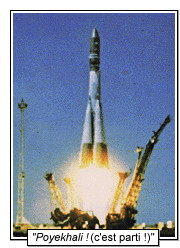 "Poyekhali ! (c'est parti !)"